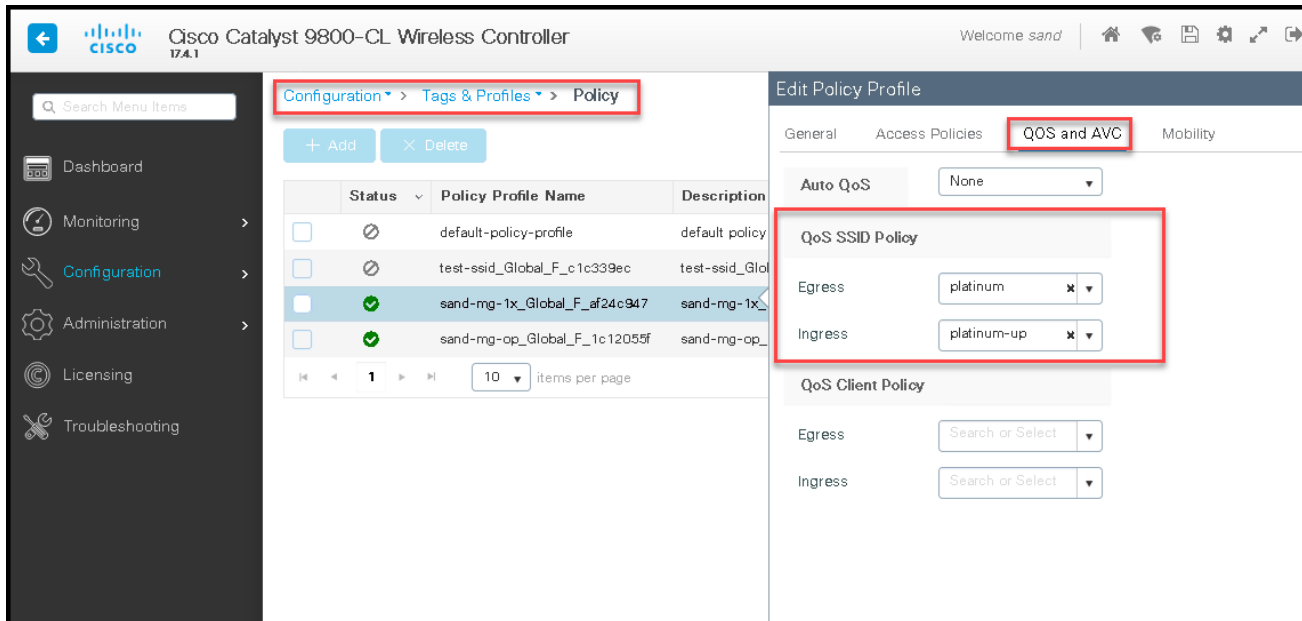 CISCO
Cisco Catalyst 9800-CL Wireless Controller
17.4.1
Welcome sand
Search Menu Items
Dashboard
Monitoring
Configuration
Administration
Licensing
Troubleshooting
Configuration > Tags & Profiles > Policy
+ Add
× Delete
Status Policy Profile Name Description
default-policy-profile default policy
test-ssid_Global_F_c1c339ec test-ssid_Glol
sand-mg-1x_Global_F_af24c947 sand-mg-1x_
sand-mg-op_Global_F_1c12055f sand-mg-op_
1 10 items per page
Edit Policy Profile
General Access Policies QOS and AVC Mobility
Auto QoS None
QoS SSID Policy
Egress platinum
Ingress platinum-up
QoS Client Policy
Egress Search or Select
Ingress Search or Select